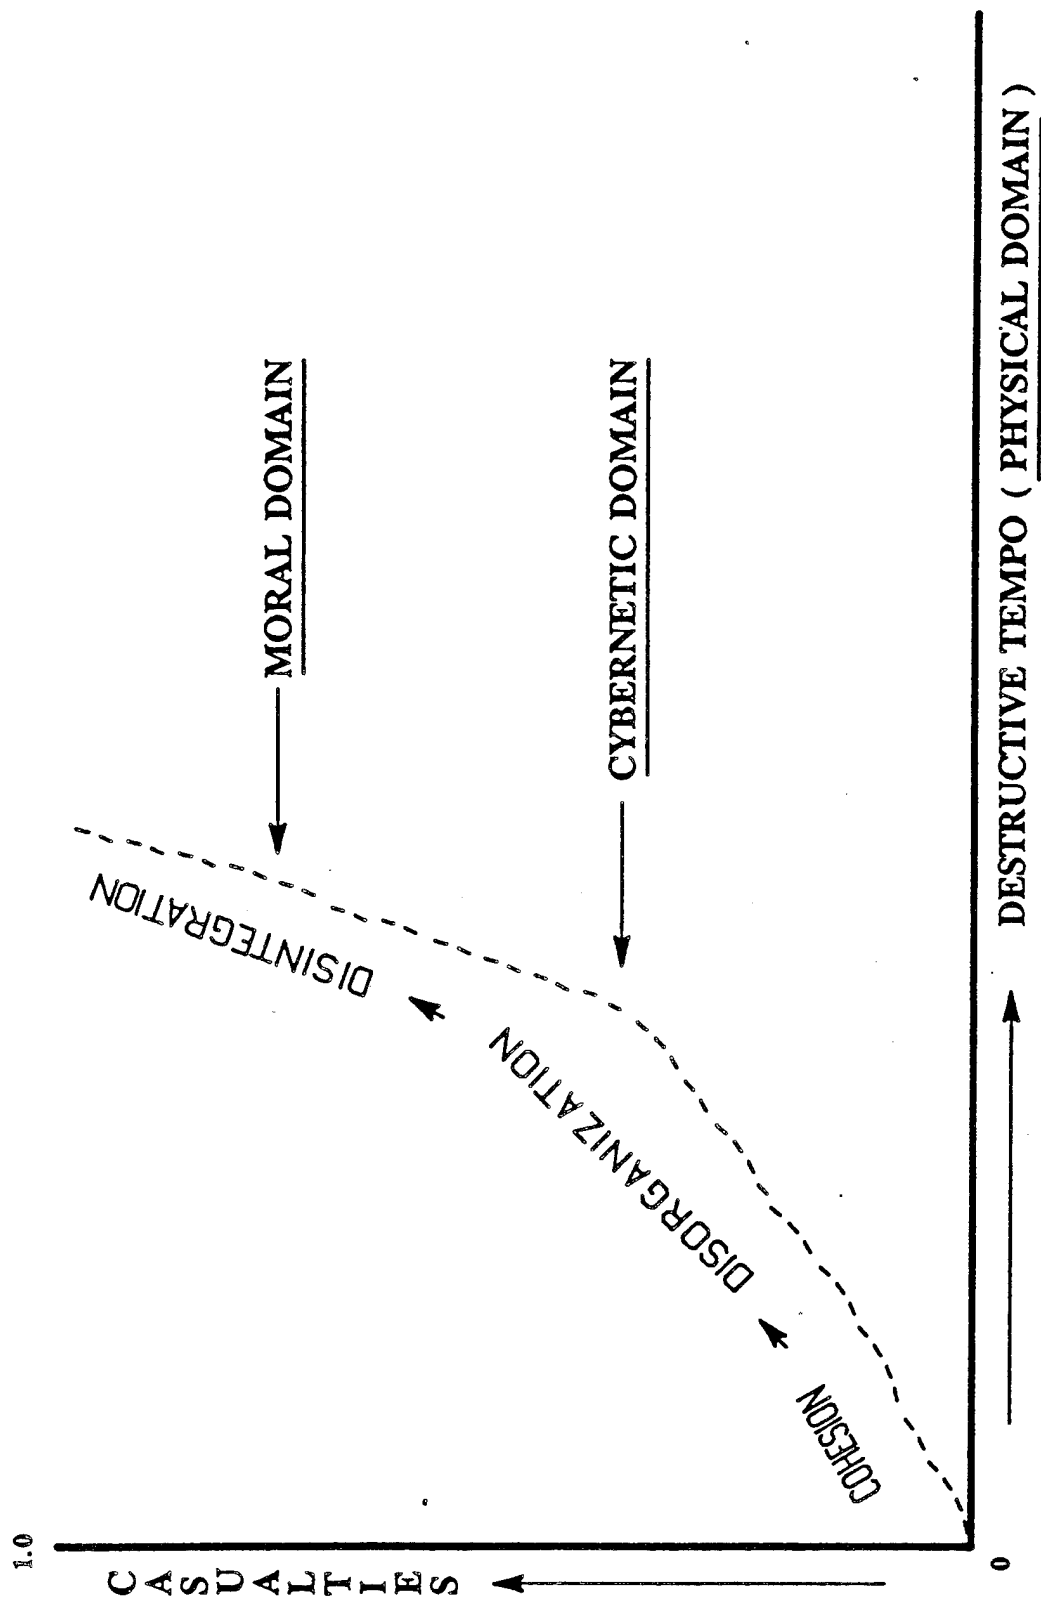 1.0
CASUALTIES
MORAL DOMAIN
DISINTEGRATION
CYBERNETIC DOMAIN
DISORGANIZATION
COHESION
0
DESTRUCTIVE TEMPO ( PHYSICAL DOMAIN )